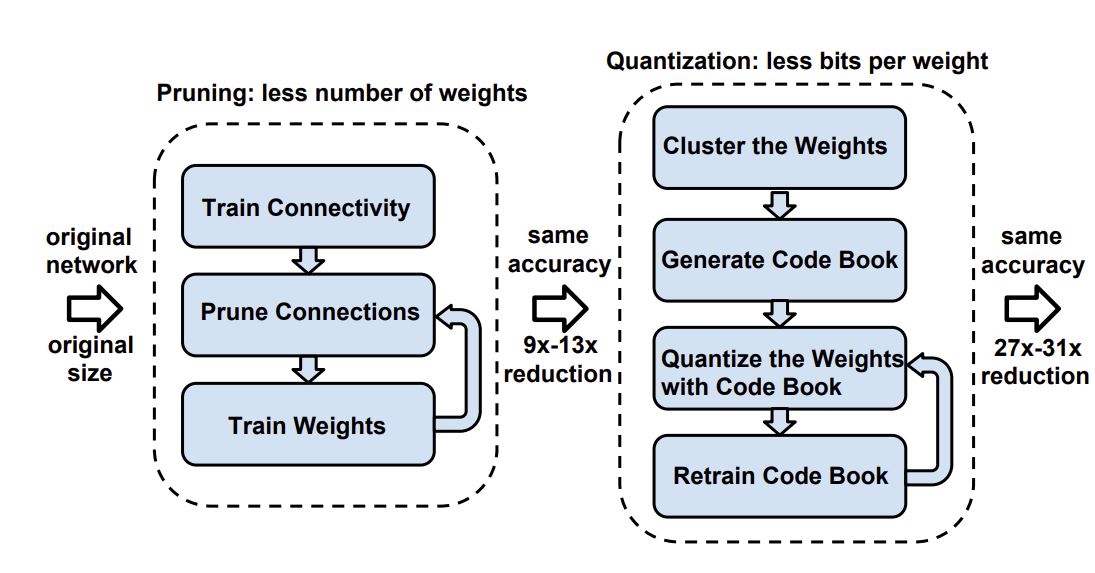 Pruning: less number of weights
Train Connectivity
Prune Connections
Train Weights
original
network
original
size
same
accuracy
9x-13x
reduction
Quantization: less bits per weight
Cluster the Weights
Generate Code Book
Quantize the Weights
with Code Book
Retrain Code Book
same
accuracy
27x-31x
reduction